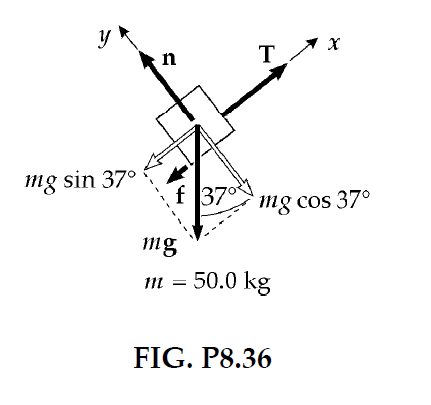 y
n
T
x
mg sin 37°
f
37°
mg cos 37°
mg
m = 50.0 kg
FIG. P8.36